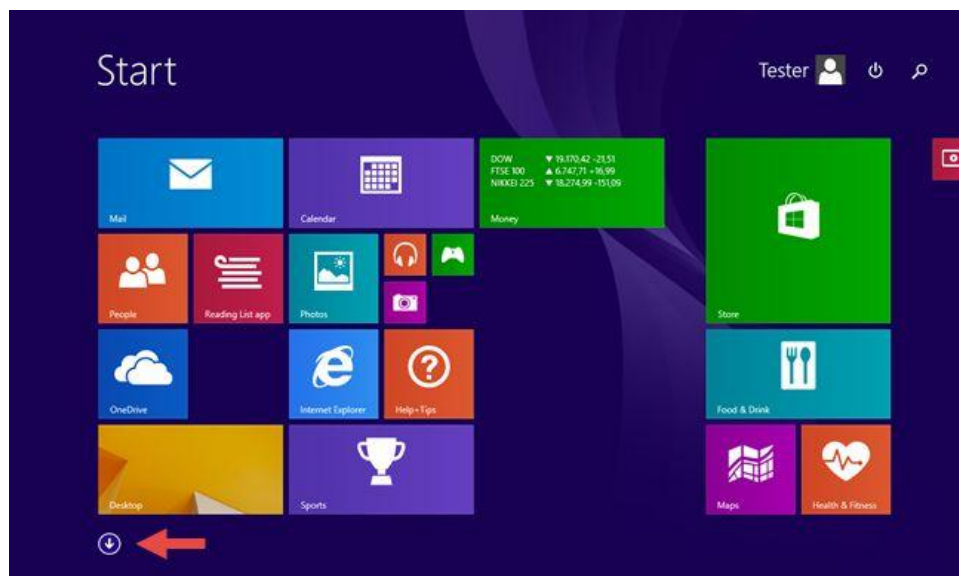 Start
Tester
DOW ▼ 19.170,42 -21,51
FTSE 100 ▲ 6.747,71 +16,99
NIKKEI 225 ▼ 18.274,99 -151,09
Mail
Calendar
Money
People
Reading List app
Photos
Store
OneDrive
Internet Explorer
Help+Tips
Food & Drink
Desktop
Sports
Maps
Health & Fitness